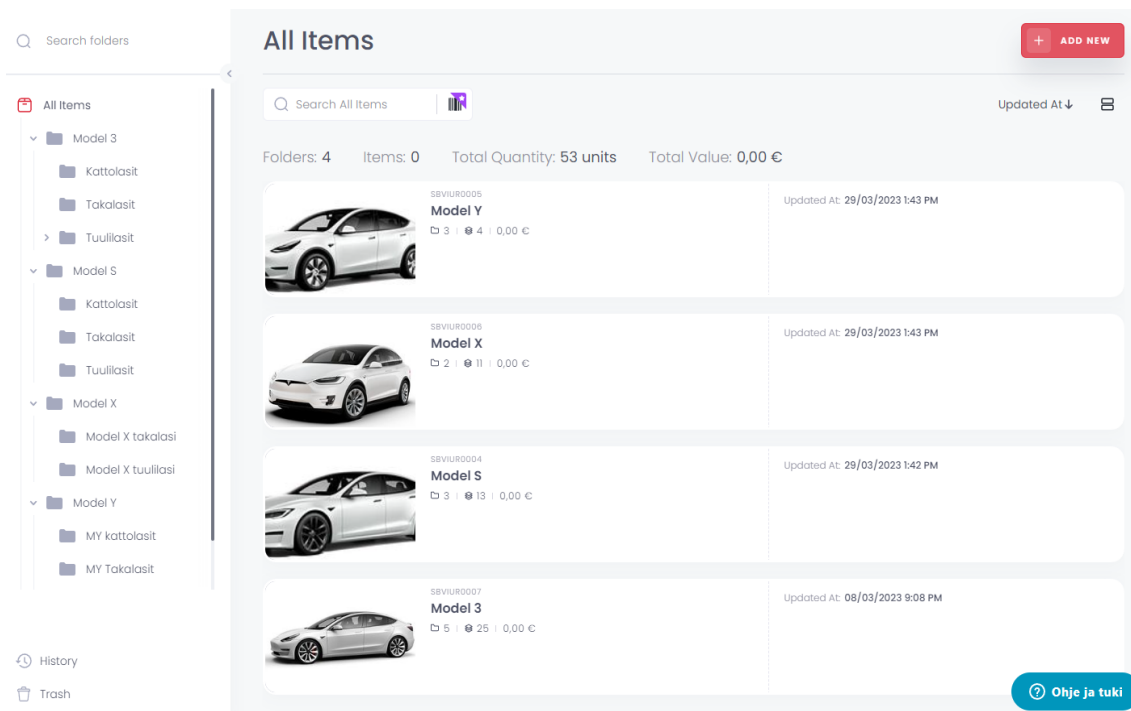 Search folders
All Items
Model 3
Kattolasit
Takalasit
Tuulilasit
Model S
Kattolasit
Takalasit
Tuulilasit
Model X
Model X takalasi
Model X tuulilasi
Model Y
MY kattolasit
MY Takalasit
History
Trash
All Items
+ ADD NEW
Search All Items
Updated At↓
Folders: 4 Items: 0 Total Quantity: 53 units Total Value: 0,00 €
SBVIUR0005
Model Y
3 | 4 | 0,00 €
Updated At: 29/03/2023 1:43 PM
SBVIUR0006
Model X
2 | 11 | 0,00 €
Updated At: 29/03/2023 1:43 PM
SBVIUR0004
Model S
3 | 13 | 0,00 €
Updated At: 29/03/2023 1:42 PM
SBVIUR0007
Model 3
5 | 25 | 0,00 €
Updated At: 08/03/2023 9:08 PM
Ohje ja tuki